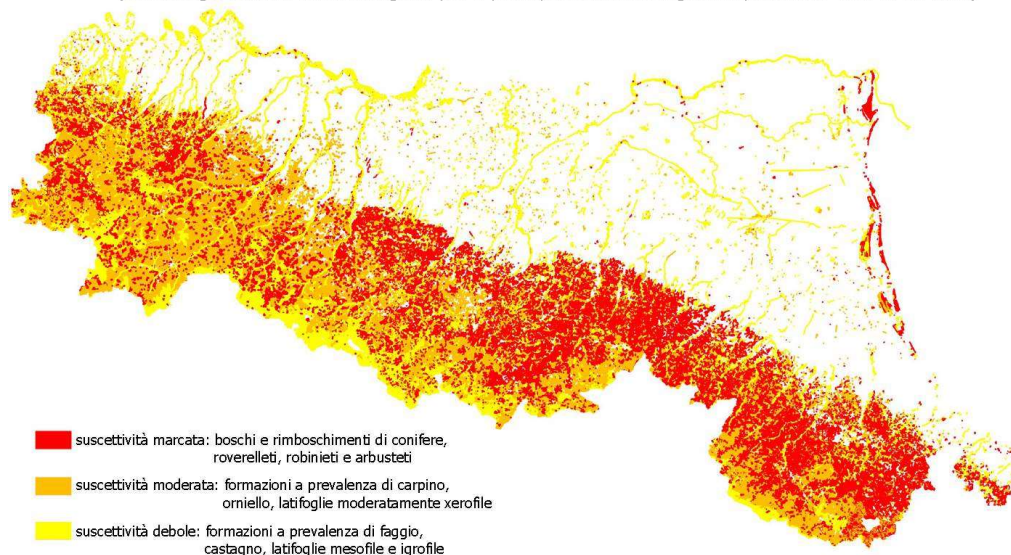 suscettività marcata: boschi e rimboschimenti di conifere,
roverelleti, robinieti e arbusteti
suscettività moderata: formazioni a prevalenza di carpino,
orniello, latifoglie moderatamente xerofile
suscettività debole: formazioni a prevalenza di faggio,
castagno, latifoglie mesofile e igrofile